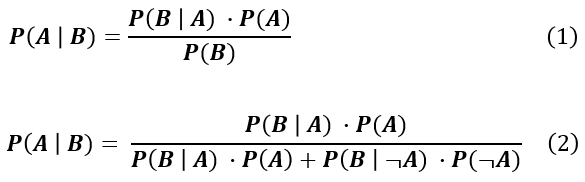 P(A | B) = P(B | A) · P(A) / P(B) (1)
P(A | B) = P(B | A) · P(A) / P(B | A) · P(A) + P(B | ¬A) · P(¬A) (2)